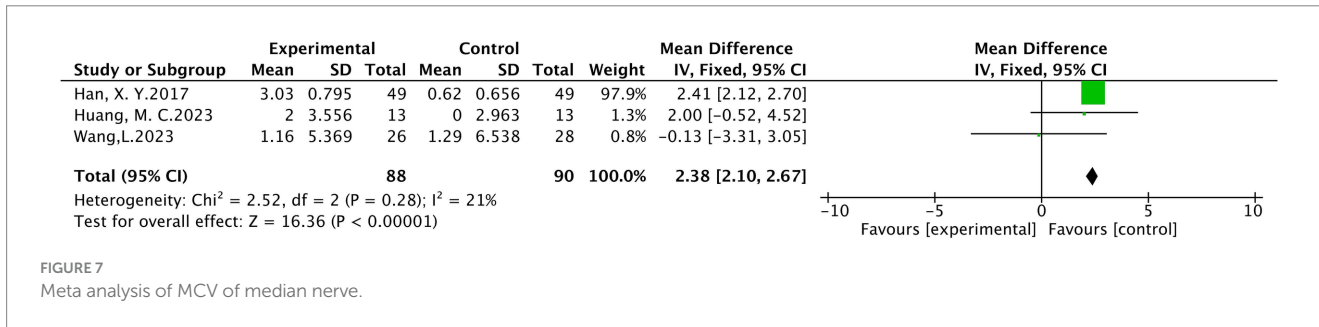 Experimental Control Mean Difference Mean Difference
Study or Subgroup Mean SD Total Mean SD Total Weight IV, Fixed, 95% CI IV, Fixed, 95% CI
Han, X. Y.2017 3.03 0.795 49 0.62 0.656 49 97.9% 2.41 [2.12, 2.70]
Huang, M. C.2023 2 3.556 13 0 2.963 13 1.3% 2.00 [−0.52, 4.52]
Wang,L.2023 1.16 5.369 26 1.29 6.538 28 0.8% −0.13 [−3.31, 3.05]
Total (95% CI) 88 90 100.0% 2.38 [2.10, 2.67]
Heterogeneity: Chi² = 2.52, df = 2 (P = 0.28); I² = 21%
Test for overall effect: Z = 16.36 (P < 0.00001)
−10 −5 0 5 10
Favours [experimental] Favours [control]
FIGURE 7
Meta analysis of MCV of median nerve.